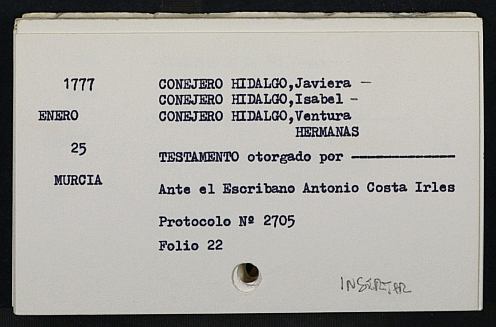 1777 CONEJERO HIDALGO,Javiera —
CONEJERO HIDALGO,Isabel —
ENERO CONEJERO HIDALGO,Ventura
HERMANAS
25
TESTAMENTO otorgado por ——————
MURCIA
Ante el Escribano Antonio Costa Irles
Protocolo Nº 2705
Folio 22
INSERTAR